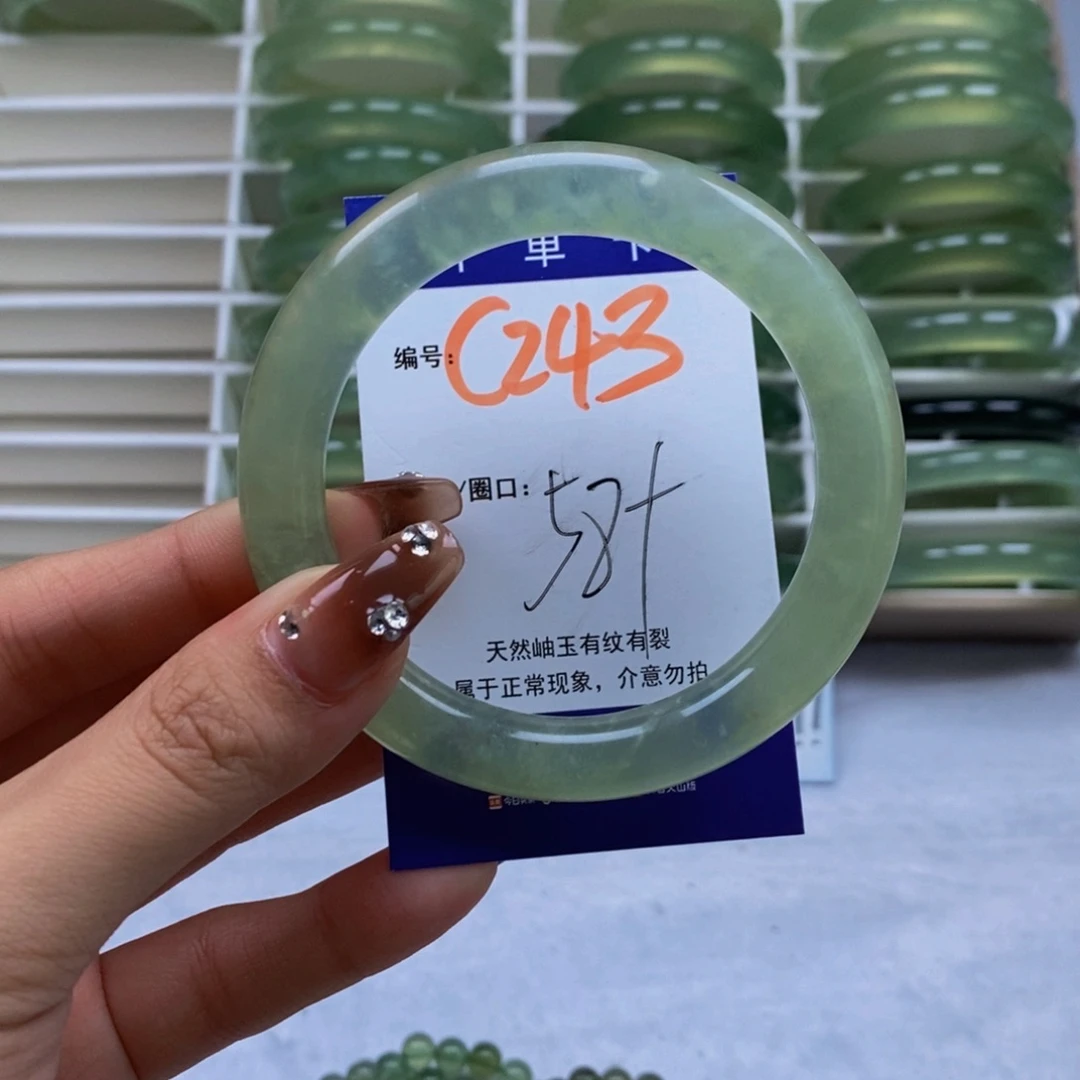 单
编号: C243
/圈口: 58+
天然岫玉有纹有裂
属于正常现象，介意勿拍